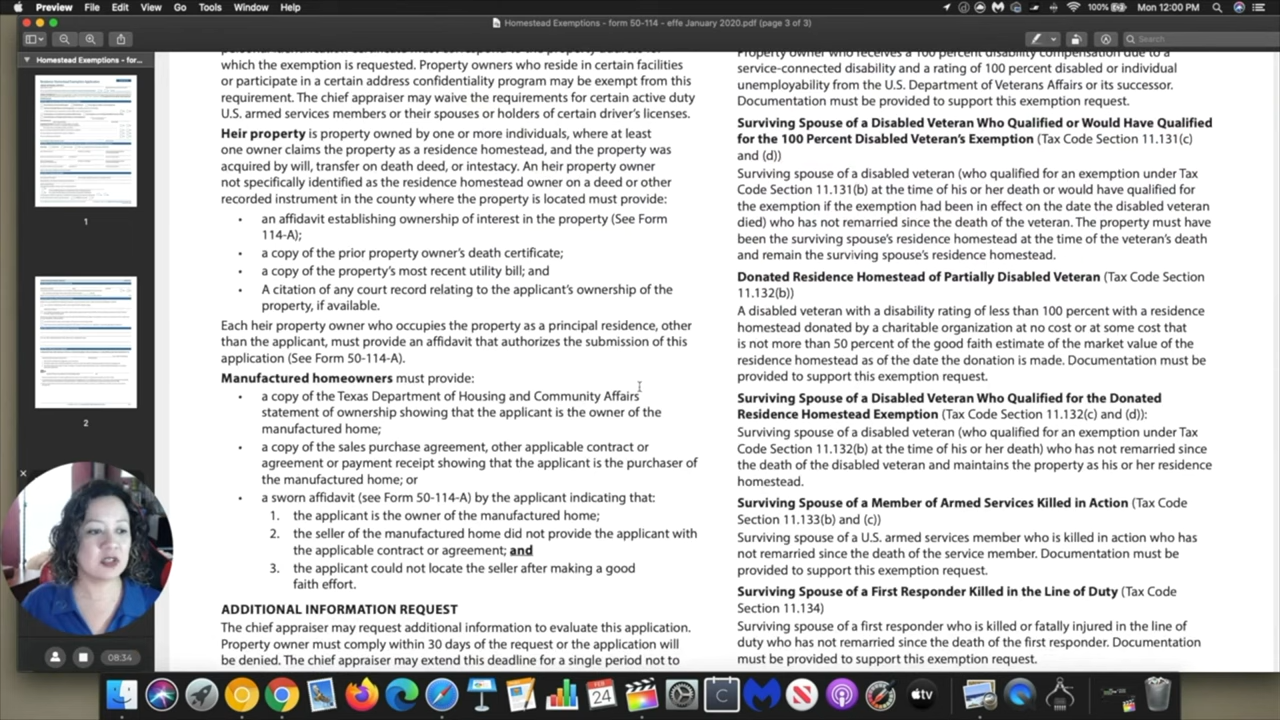 Preview File Edit View Go Tools Window Help
100% Mon 12:00 PM
Homestead Exemptions - form 50-114 - effe January 2020.pdf (page 3 of 3)
Search
Homestead Exemptions - for...
1
2
08:34
which the exemption is requested. Property owners who reside in certain facilities
or participate in a certain address confidentially program may be exempt from this
requirement. The chief appraiser may waive the requirements for certain active duty
U.S. armed services members or their spouses or holders of certain driver's licenses.
Heir property is property owned by one or more individuals, where at least
one owner claims the property as a residence homestead, and the property was
acquired by will, transfer on death deed, or intestacy. An heir property owner
not specifically identified as the residence homestead owner on a deed or other
recorded instrument in the county where the property is located must provide:
• an affidavit establishing ownership of interest in the property (See Form
114-A);
• a copy of the prior property owner's death certificate;
• a copy of the property's most recent utility bill; and
• A citation of any court record relating to the applicant's ownership of the
property if available.
Each heir property owner who occupies the property as a principal residence, other
than the applicant, must provide an affidavit that authorizes the submission of this
application (See Form 50-114-A).
Manufactured homeowners must provide:
• a copy of the Texas Department of Housing and Community Affairs
statement of ownership showing that the applicant is the owner of the
manufactured home;
• a copy of the sales purchase agreement, other applicable contract or
agreement or payment receipt showing that the applicant is the purchaser of
the manufactured home; or
• a sworn affidavit (see Form 50-114-A) by the applicant indicating that:
1. the applicant is the owner of the manufactured home;
2. the seller of the manufactured home did not provide the applicant with
the applicable contract or agreement; and
3. the applicant could not locate the seller after making a good
faith effort.
ADDITIONAL INFORMATION REQUEST
The chief appraiser may request additional information to evaluate this application.
Property owner must comply within 30 days of the request or the application will
be denied. The chief appraiser may extend this deadline for a single period not to
Property owner who receives a 100 percent disability compensation due to a
service-connected disability and a rating of 100 percent disabled or individual
unemployability from the U.S. Department of Veterans Affairs or its successor.
Documentation must be provided to support this exemption request.
Surviving Spouse of a Disabled Veteran Who Qualified or Would Have Qualified
for the 100 Percent Disabled Veteran's Exemption (Tax Code Section 11.131(c)
and (d))
Surviving spouse of a disabled veteran (who qualified for an exemption under Tax
Code Section 11.131(b) at the time of his or her death or would have qualified for
the exemption if the exemption had been in effect on the date the disabled veteran
died) who has not remarried since the death of the veteran. The property must have
been the surviving spouse's residence homestead at the time of the veteran's death
and remain the surviving spouse's residence homestead.
Donated Residence Homestead of Partially Disabled Veteran (Tax Code Section
11.132(b))
A disabled veteran with a disability rating of less than 100 percent with a residence
homestead donated by a charitable organization at no cost or at some cost that
is not more than 50 percent of the good faith estimate of the market value of the
residence homestead as of the date the donation is made. Documentation must be
provided to support this exemption request.
Surviving Spouse of a Disabled Veteran Who Qualified for the Donated
Residence Homestead Exemption (Tax Code Section 11.132(c) and (d)):
Surviving spouse of a disabled veteran (who qualified for an exemption under Tax
Code Section 11.132(b) at the time of his or her death) who has not remarried since
the death of the disabled veteran and maintains the property as his or her residence
homestead.
Surviving Spouse of a Member of Armed Services Killed in Action (Tax Code
Section 11.133(b) and (c))
Surviving spouse of a U.S. armed services member who is killed in action who has
not remarried since the death of the service member. Documentation must be
provided to support this exemption request.
Surviving Spouse of a First Responder Killed in the Line of Duty (Tax Code
Section 11.134)
Surviving spouse of a first responder who is killed or fatally injured in the line of
duty who has not remarried since the death of the first responder. Documentation
must be provided to support this exemption request.
FEB
24
tv